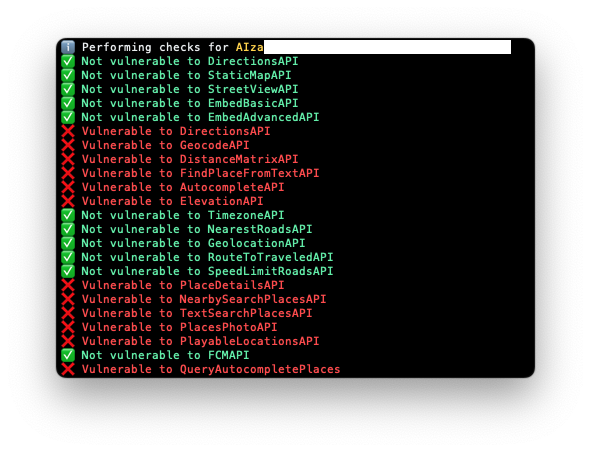 Performing checks for AIza
Not vulnerable to DirectionsAPI
Not vulnerable to StaticMapAPI
Not vulnerable to StreetViewAPI
Not vulnerable to EmbedBasicAPI
Not vulnerable to EmbedAdvancedAPI
Vulnerable to DirectionsAPI
Vulnerable to GeocodeAPI
Vulnerable to DistanceMatrixAPI
Vulnerable to FindPlaceFromTextAPI
Vulnerable to AutocompleteAPI
Vulnerable to ElevationAPI
Not vulnerable to TimezoneAPI
Not vulnerable to NearestRoadsAPI
Not vulnerable to GeolocationAPI
Not vulnerable to RouteToTraveledAPI
Not vulnerable to SpeedLimitRoadsAPI
Vulnerable to PlaceDetailsAPI
Vulnerable to NearbySearchPlacesAPI
Vulnerable to TextSearchPlacesAPI
Vulnerable to PlacesPhotoAPI
Vulnerable to PlayableLocationsAPI
Not vulnerable to FCMAPI
Vulnerable to QueryAutocompletePlaces